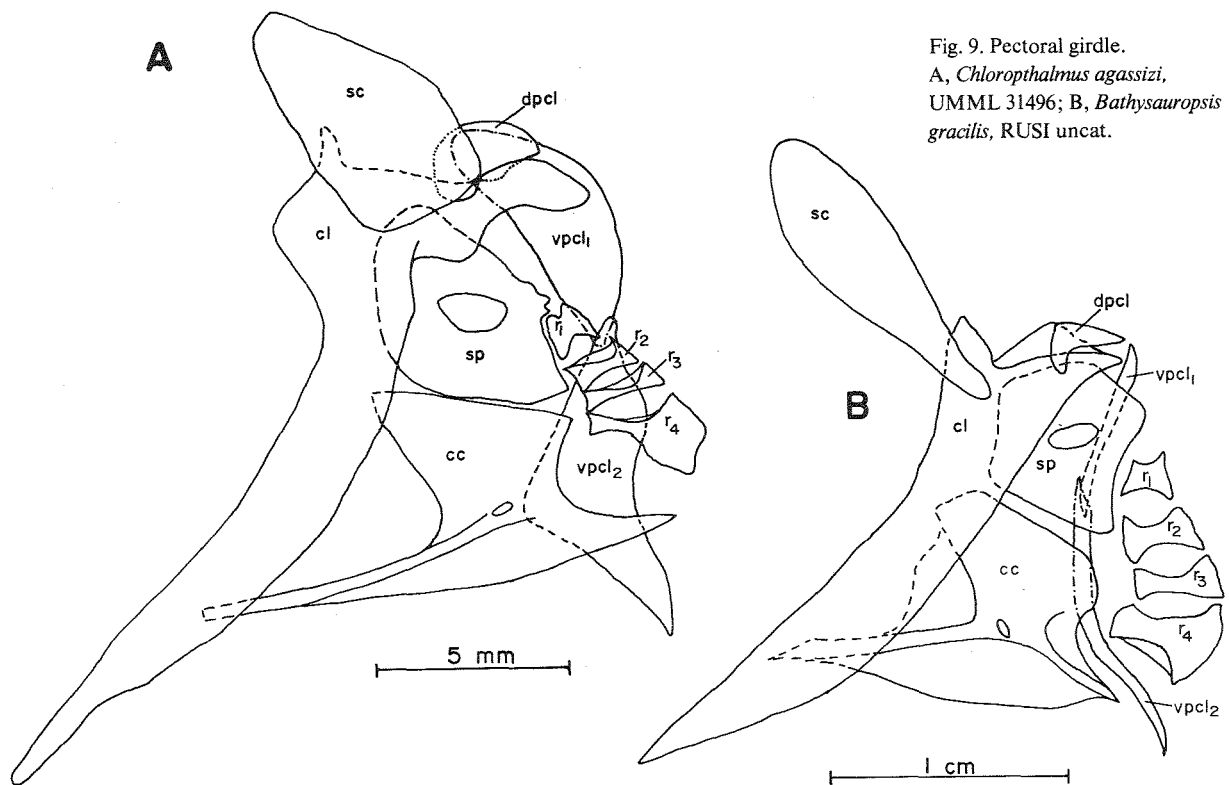 Fig. 9. Pectoral girdle.
A, Chloropthalmus agassizi,
UMML 31496; B, Bathysauropsis
gracilis, RUSI uncat.
A
sc
dpcl
cl
vpcl1
sp
r1
r2
r3
r4
cc
vpcl2
5 mm
B
sc
dpcl
vpcl1
cl
sp
r1
r2
r3
r4
cc
vpcl2
1 cm